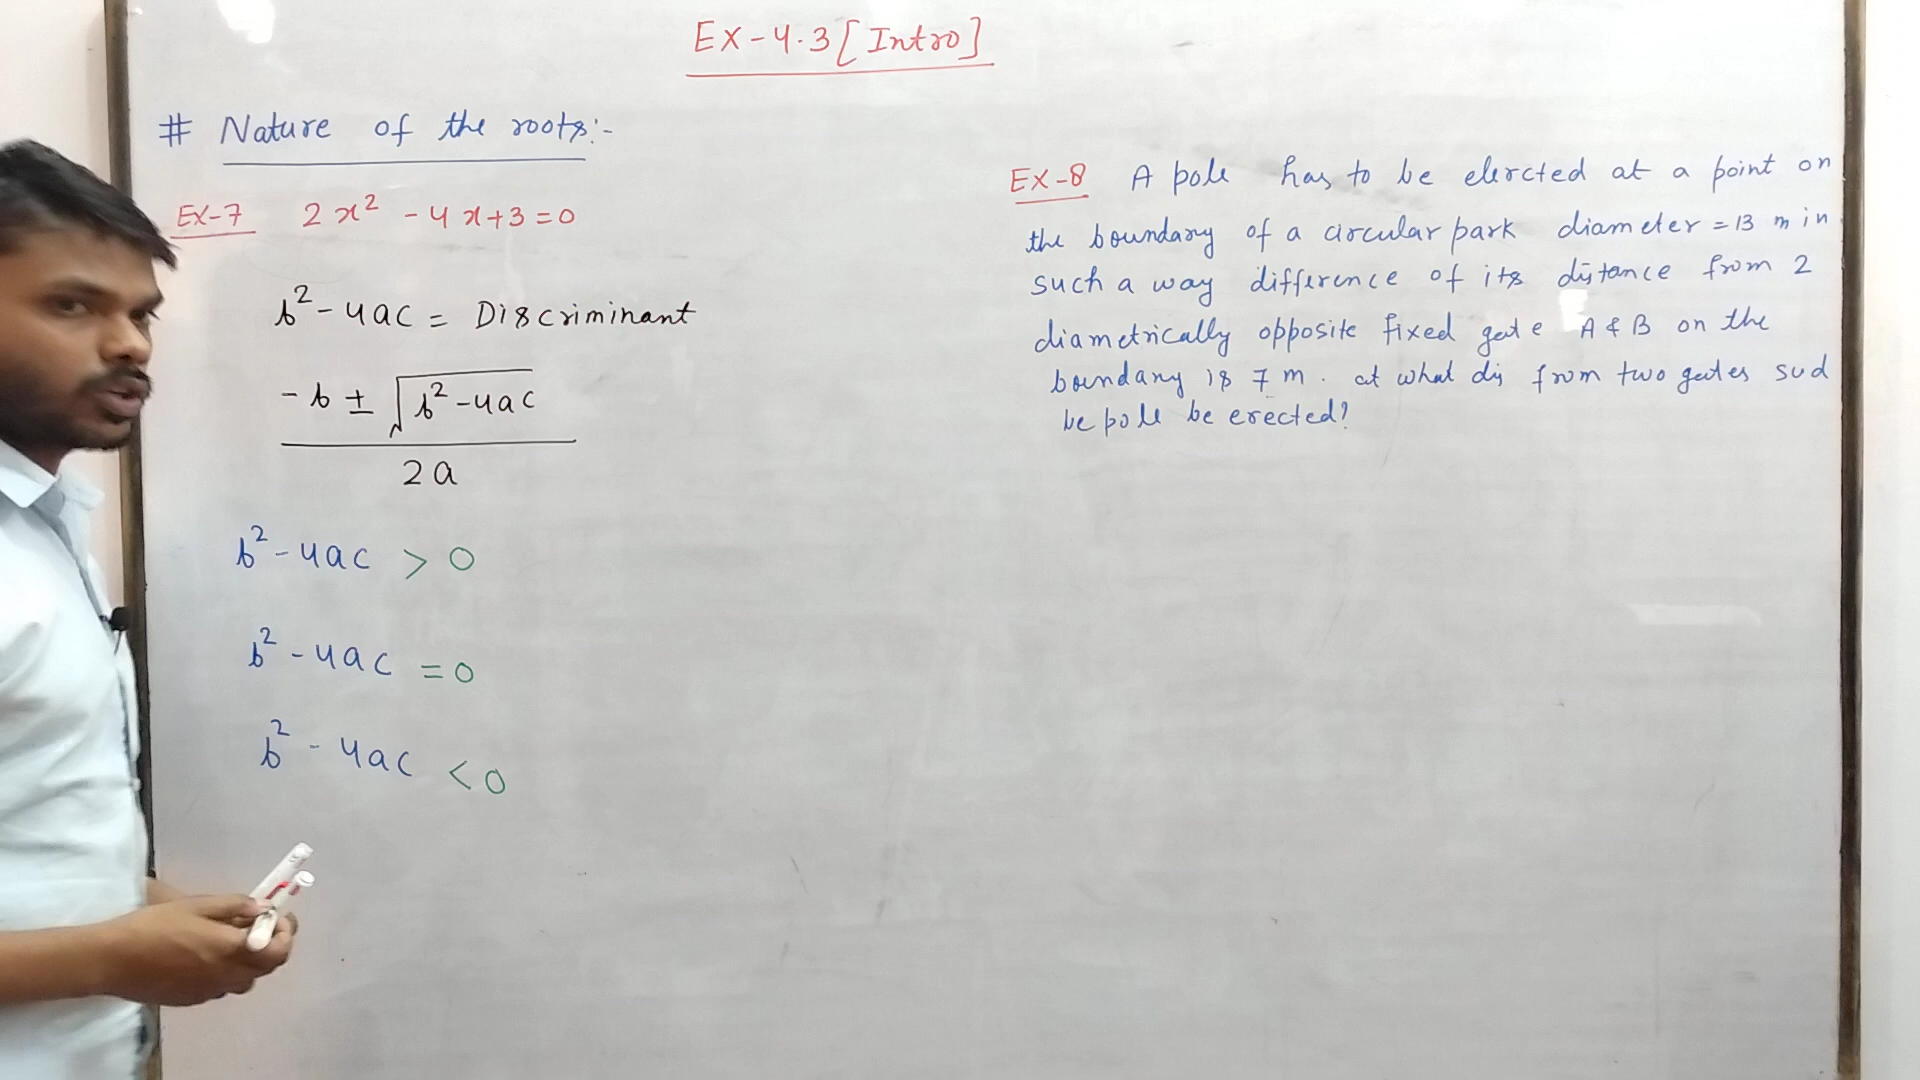 Ex-4.3 [Intro]
# Nature of the roots:-
EX-7 2x² - 4x+3=0
b²-4ac = Discriminant
-b ± √b²-4ac
2a
b²-4ac > 0
b²-4ac = 0
b²-4ac < 0
EX-8 A pole has to be elercted at a point on
the boundary of a circular park diameter = 13 m in
such a way difference of its distance from 2
diametrically opposite fixed gate A & B on the
boundary is 7 m. at what dis from two gates sud
be pole be erected?